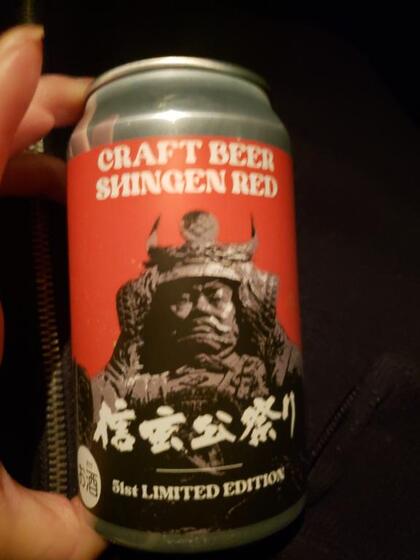 CRAFT BEER
SHINGEN RED
信玄公祭り
お酒
51st LIMITED EDITION